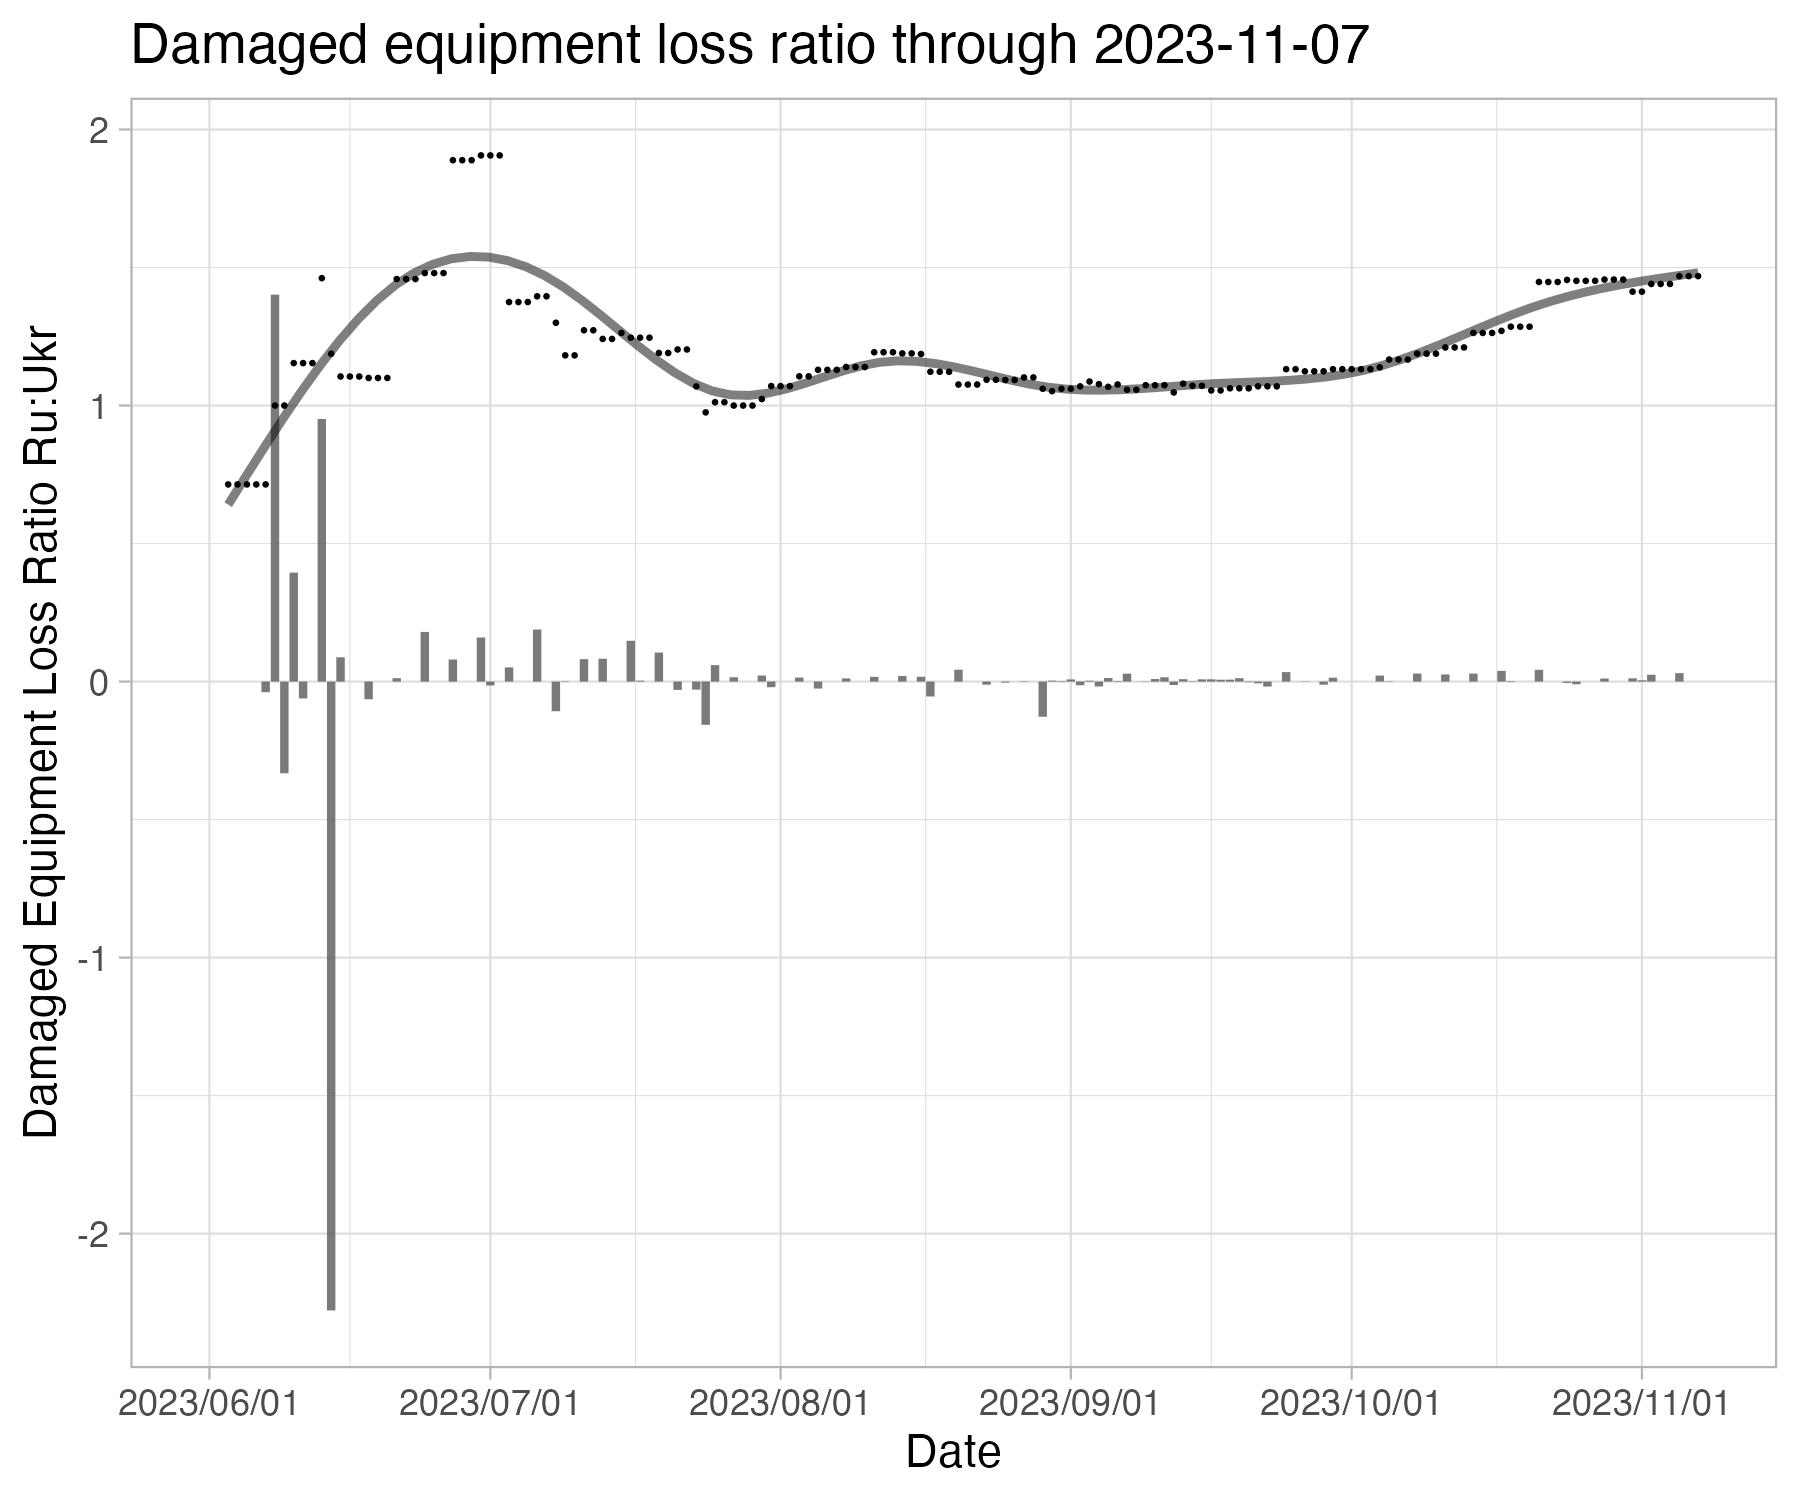 Damaged equipment loss ratio through 2023-11-07
Damaged Equipment Loss Ratio Ru:Ukr
2
1
0
-1
-2
2023/06/01 2023/07/01 2023/08/01 2023/09/01 2023/10/01 2023/11/01
Date